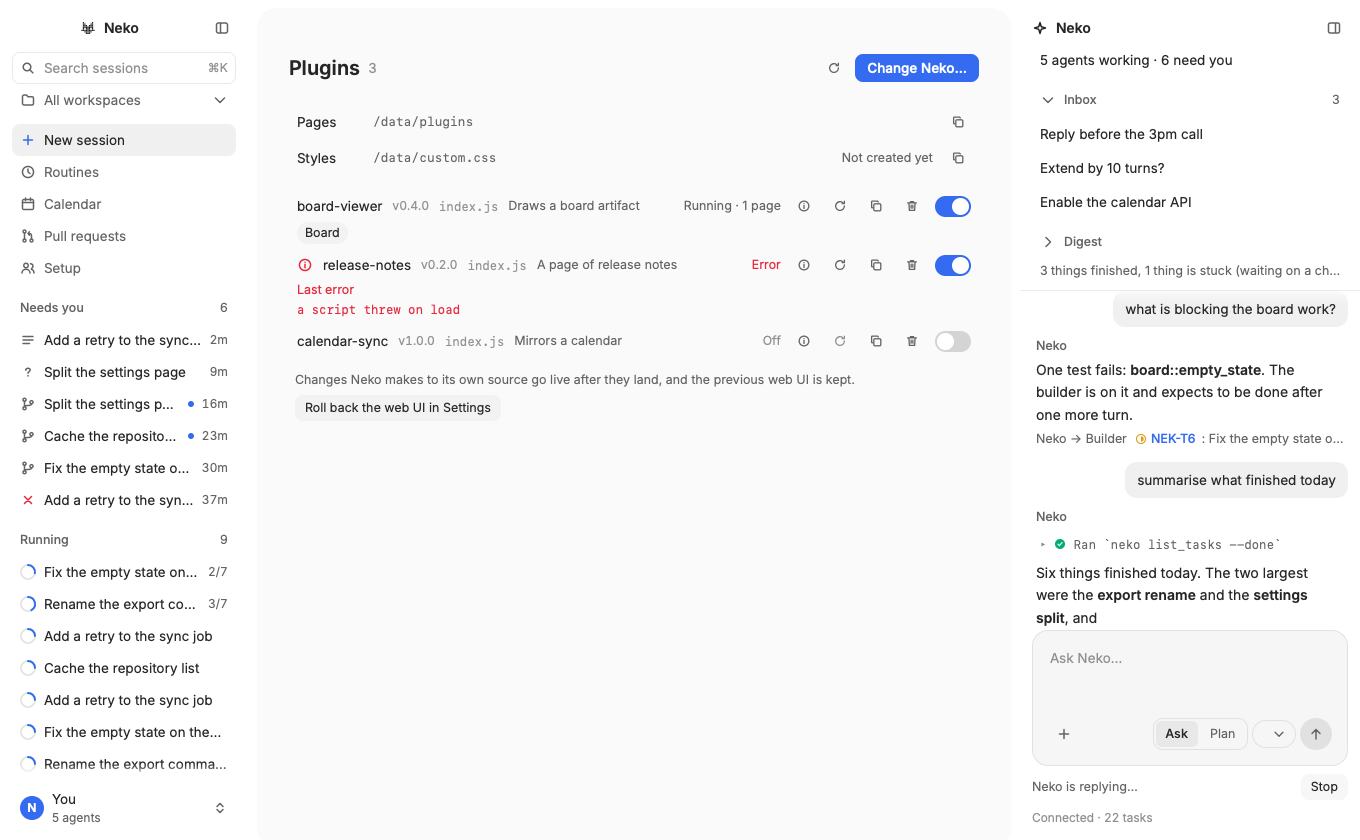 Neko
Search sessions ⌘K
All workspaces
New session
Routines
Calendar
Pull requests
Setup
Needs you 6
Add a retry to the sync... 2m
? Split the settings page 9m
Split the settings p... 16m
Cache the reposito... 23m
Fix the empty state o... 30m
Add a retry to the syn... 37m
Running 9
Fix the empty state on... 2/7
Rename the export co... 3/7
Add a retry to the sync job
Cache the repository list
Add a retry to the sync job
Fix the empty state on the...
Rename the export comma...
N You
5 agents
Plugins 3
Change Neko...
Pages /data/plugins
Styles /data/custom.css Not created yet
board-viewer v0.4.0 index.js Draws a board artifact Running · 1 page
Board
release-notes v0.2.0 index.js A page of release notes Error
Last error
a script threw on load
calendar-sync v1.0.0 index.js Mirrors a calendar Off
Changes Neko makes to its own source go live after they land, and the previous web UI is kept.
Roll back the web UI in Settings
Neko
5 agents working · 6 need you
Inbox 3
Reply before the 3pm call
Extend by 10 turns?
Enable the calendar API
Digest
3 things finished, 1 thing is stuck (waiting on a ch...
what is blocking the board work?
Neko
One test fails: board::empty_state. The
builder is on it and expects to be done after
one more turn.
Neko → Builder NEK-T6 : Fix the empty state o...
summarise what finished today
Neko
Ran `neko list_tasks --done`
Six things finished today. The two largest
were the export rename and the settings
split, and
Ask Neko...
Ask Plan
Neko is replying... Stop
Connected · 22 tasks